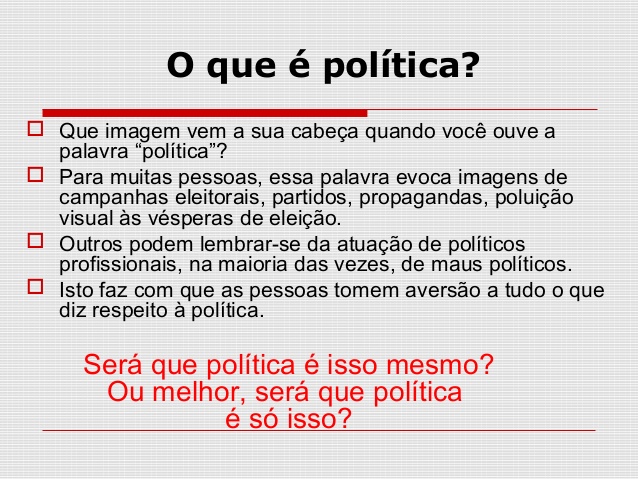 O que é política?
Que imagem vem a sua cabeça quando você ouve a
palavra “política”?
Para muitas pessoas, essa palavra evoca imagens de
campanhas eleitorais, partidos, propagandas, poluição
visual às vésperas de eleição.
Outros podem lembrar-se da atuação de políticos
profissionais, na maioria das vezes, de maus políticos.
Isto faz com que as pessoas tomem aversão a tudo o que
diz respeito à política.
Será que política é isso mesmo?
Ou melhor, será que política
é só isso?